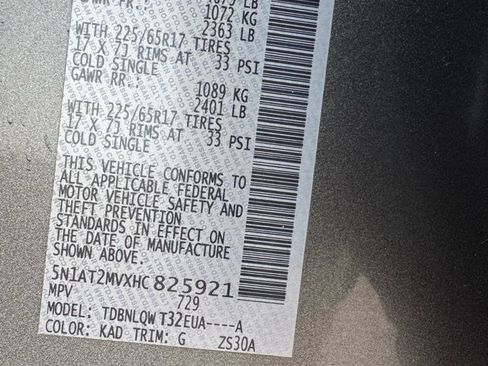 GAWR FR.:
1072 KG
2363 LB
WITH 225/65R17 TIRES
17 X 7J RIMS AT 33 PSI
COLD SINGLE
GAWR RR.:
1089 KG
2401 LB
WITH 225/65R17 TIRES
17 X 7J RIMS AT 33 PSI
COLD SINGLE
THIS VEHICLE CONFORMS TO
ALL APPLICABLE FEDERAL
MOTOR VEHICLE SAFETY AND
THEFT PREVENTION
STANDARDS IN EFFECT ON
THE DATE OF MANUFACTURE
SHOWN ABOVE.
5N1AT2MVXHC825921
MPV 729
MODEL: TDBNLQWT32EUA----A
COLOR: KAD TRIM: G ZS30A